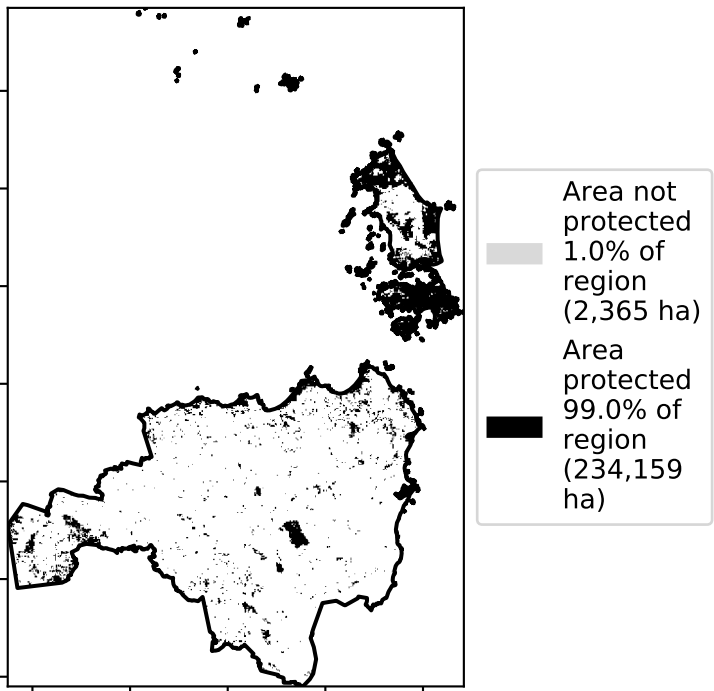 Area not
protected
1.0% of
region
(2,365 ha)
Area
protected
99.0% of
region
(234,159
ha)